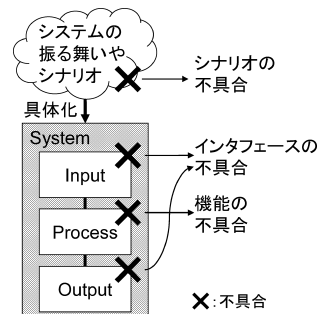 システムの
振る舞いや
シナリオ
シナリオの
不具合
具体化
System
Input
インタフェースの
不具合
Process
機能の
不具合
Output
:不具合